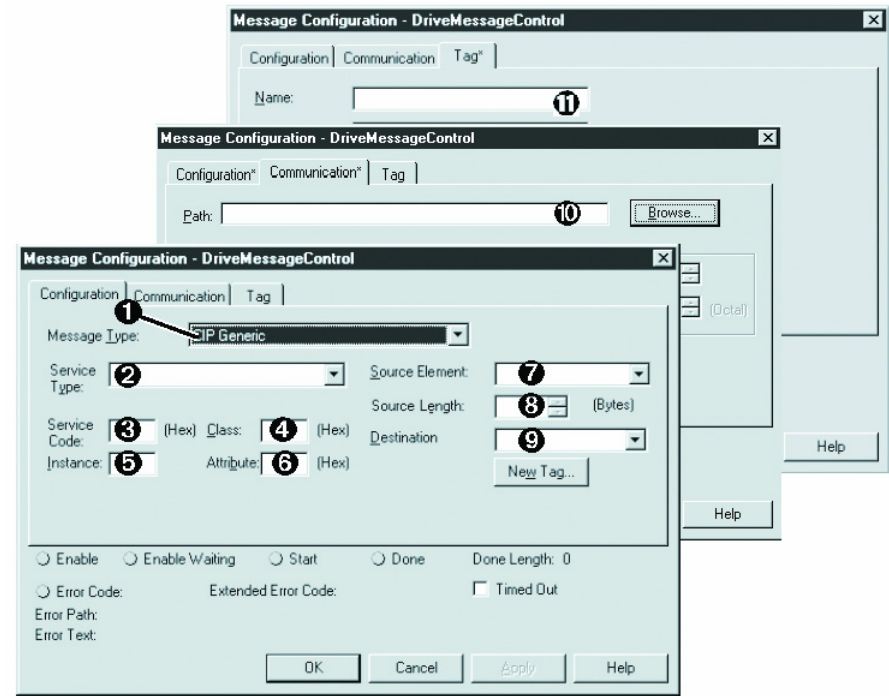 Message Configuration - DriveMessageControl
Configuration Communication Tag*
Name: 11
Message Configuration - DriveMessageControl
Configuration* Communication* Tag
Path: 10 Browse...
(Octal)
Help
Help
Message Configuration - DriveMessageControl
Configuration Communication Tag
1
Message Type: CIP Generic
Service Type: 2
Source Element: 7
Source Length: 8 (Bytes)
Service Code: 3 (Hex) Class: 4 (Hex)
Destination 9
Instance: 5 Attribute: 6 (Hex)
New Tag...
Enable Enable Waiting Start Done Done Length: 0
Error Code: Extended Error Code: Timed Out
Error Path:
Error Text:
OK Cancel Apply Help